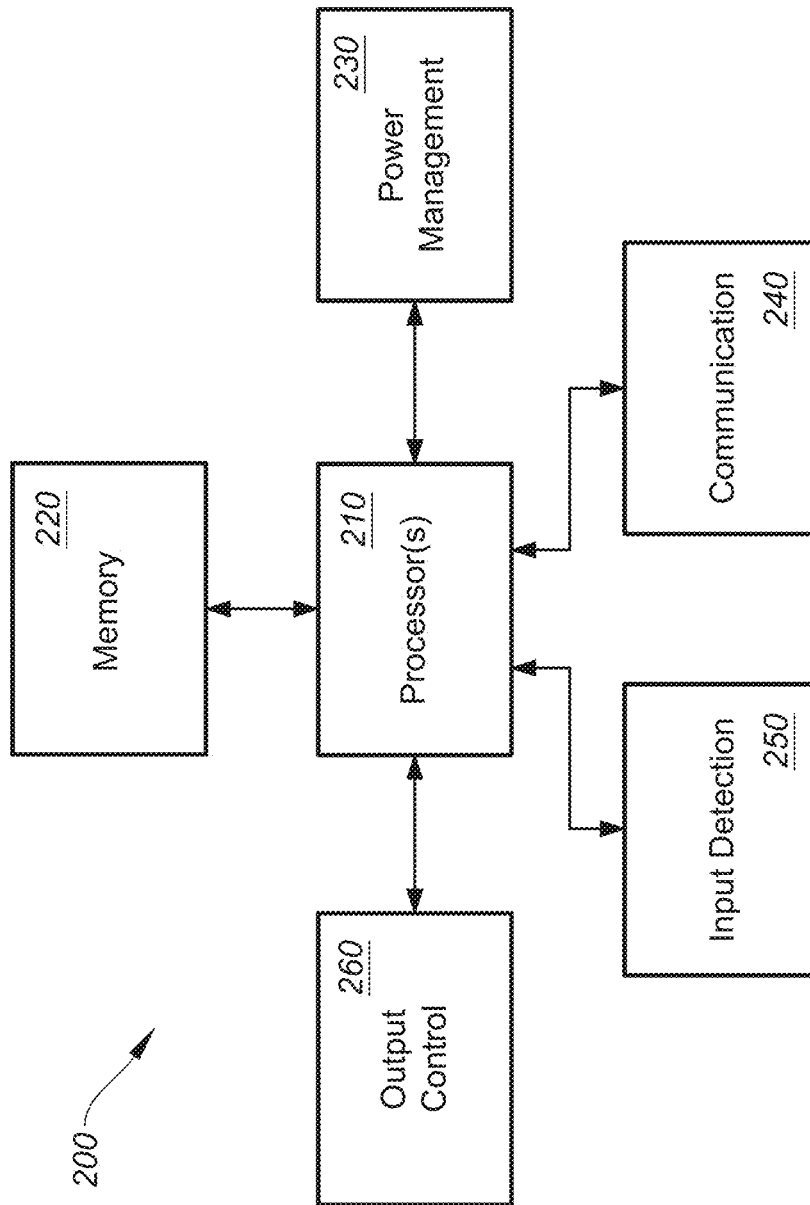 200
220
Memory
260
Output
Control
210
Processor(s)
230
Power
Management
Input Detection
250
Communication
240